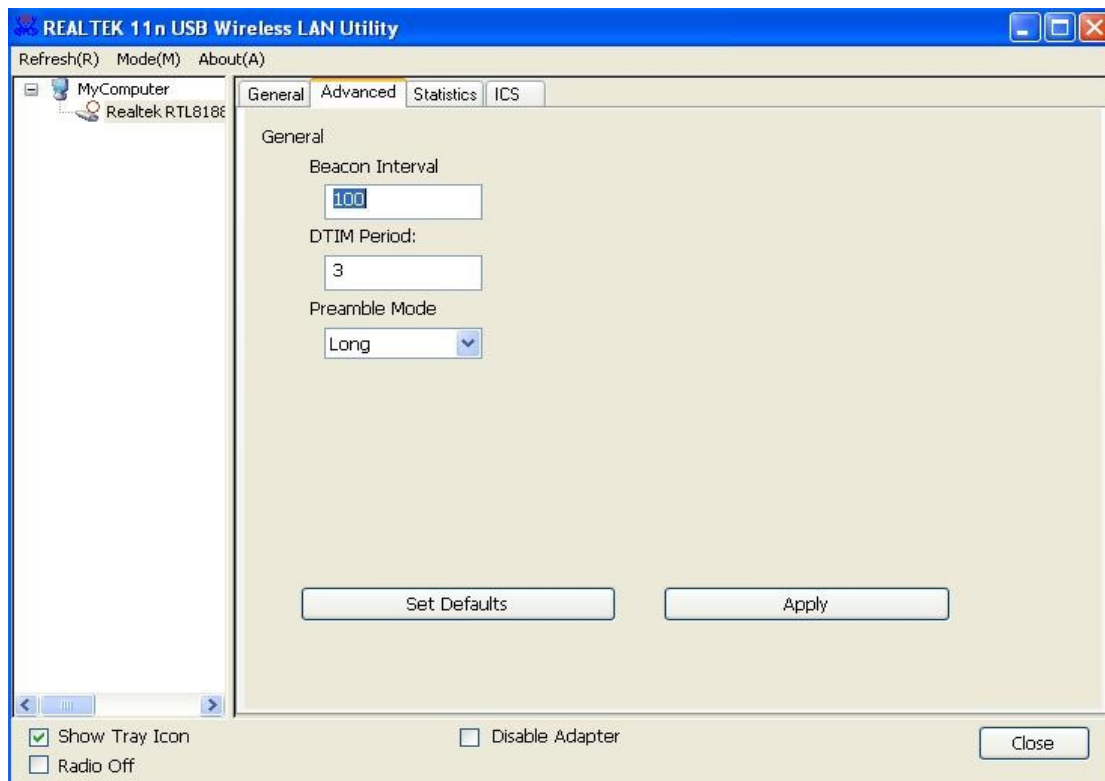 REALTEK 11n USB Wireless LAN Utility
Refresh(R) Mode(M) About(A)
MyComputer
Realtek RTL8188
General Advanced Statistics ICS
General
Beacon Interval
100
DTIM Period:
3
Preamble Mode
Long
Set Defaults Apply
Show Tray Icon Disable Adapter
Radio Off
Close